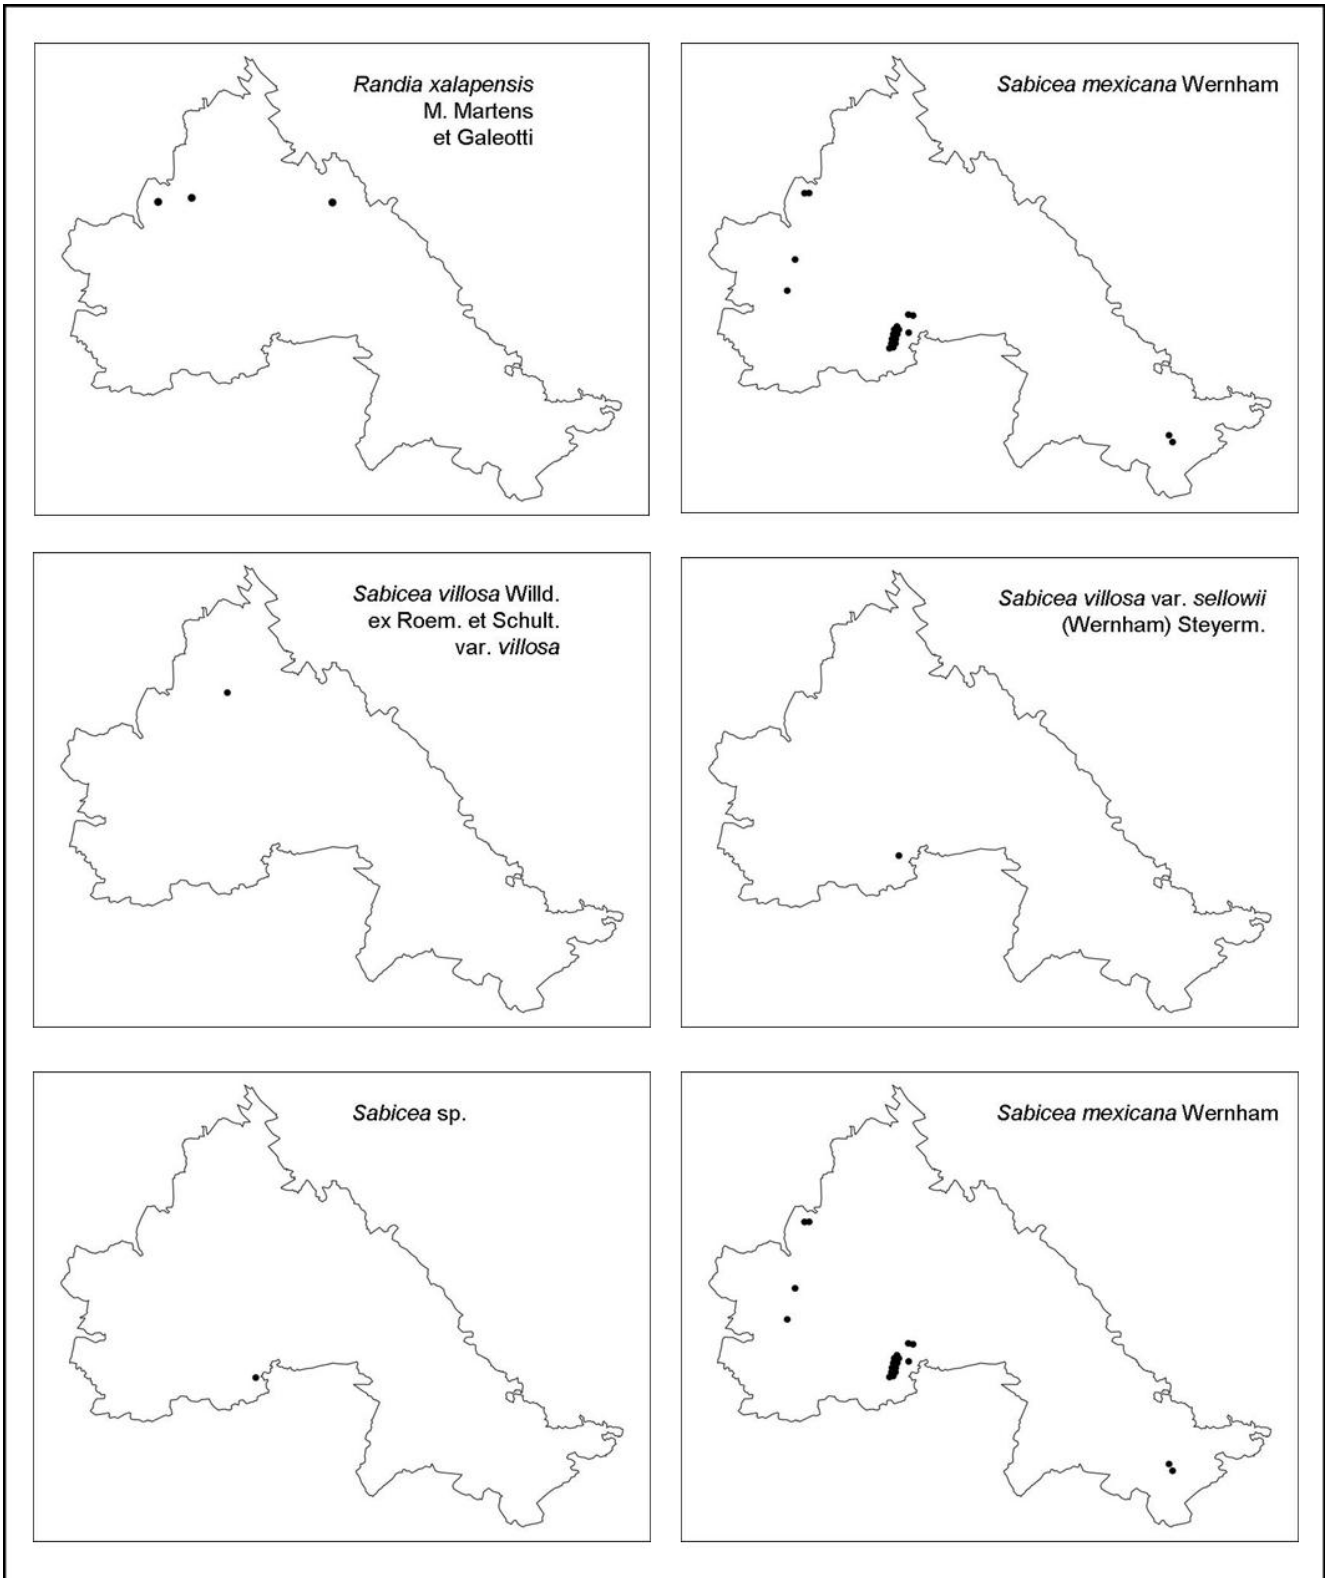 Randia xalapensis
M. Martens
et Galeotti
Sabicea mexicana Wernham
Sabicea villosa Willd.
ex Roem. et Schult.
var. villosa
Sabicea villosa var. sellowii
(Wernham) Steyerm.
Sabicea sp.
Sabicea mexicana Wernham